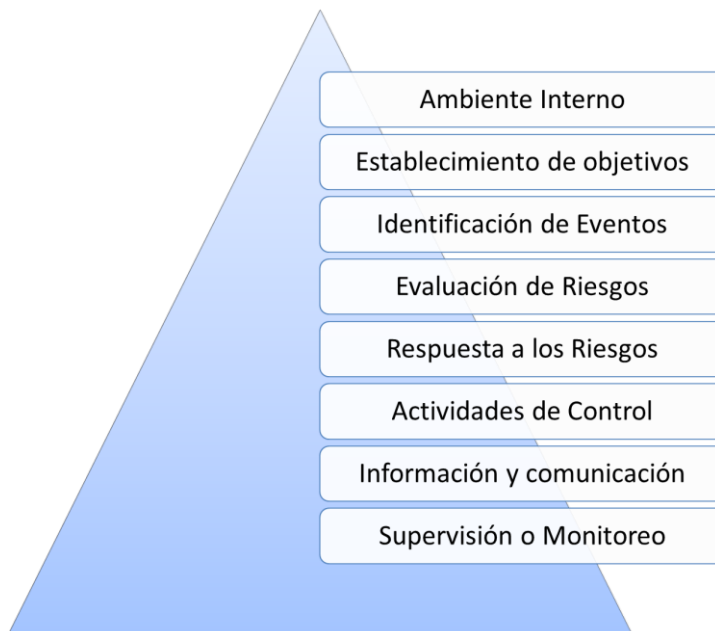 Ambiente Interno
Establecimiento de objetivos
Identificación de Eventos
Evaluación de Riesgos
Respuesta a los Riesgos
Actividades de Control
Información y comunicación
Supervisión o Monitoreo